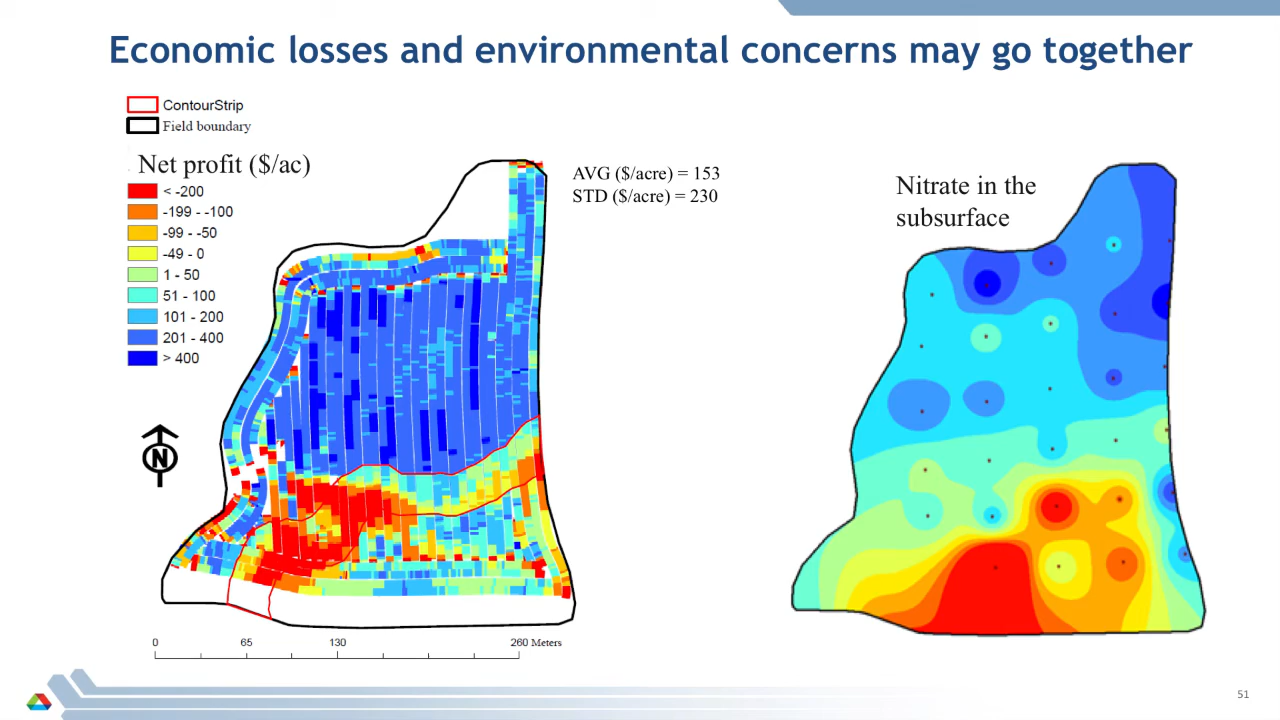 Economic losses and environmental concerns may go together
ContourStrip
Field boundary
Net profit ($/ac)
< -200
-199 - -100
-99 - -50
-49 - 0
1 - 50
51 - 100
101 - 200
201 - 400
> 400
AVG ($/acre) = 153
STD ($/acre) = 230
Nitrate in the
subsurface
N
0 65 130 260 Meters
51